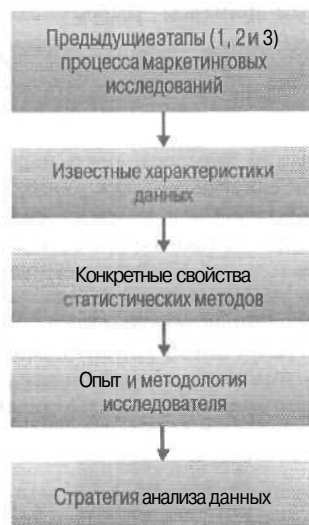 Предыдущиеэтапы (1, 2 и 3)
процесса маркетинговых
исследований
Известные характеристики
данных
Конкретные свойства
статистических методов
Опыт и методология
исследователя
Стратегия анализа данных